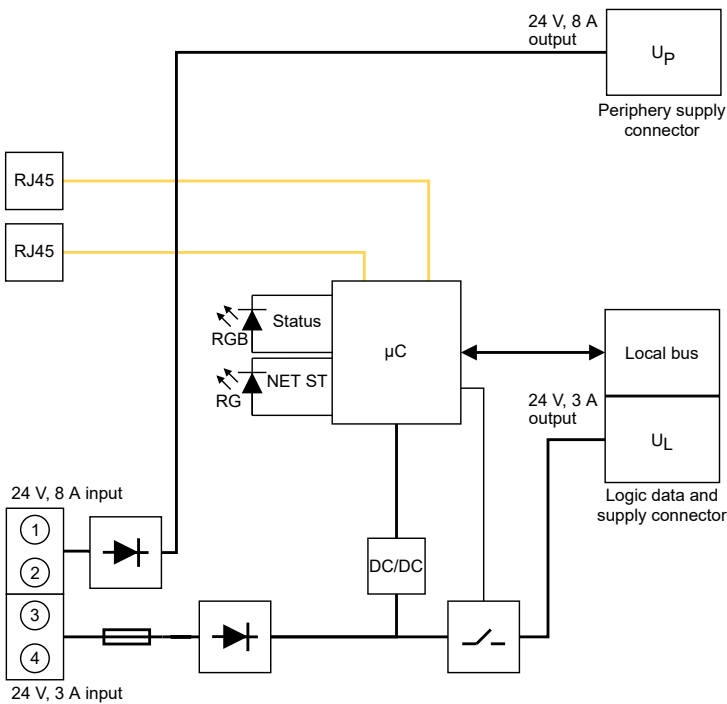 24 V, 8 A
output
UP
Periphery supply
connector
RJ45
RJ45
Status
RGB
µC
NET ST
RG
Local bus
24 V, 3 A
output
UL
Logic data and
supply connector
24 V, 8 A input
1
2
DC/DC
3
4
24 V, 3 A input